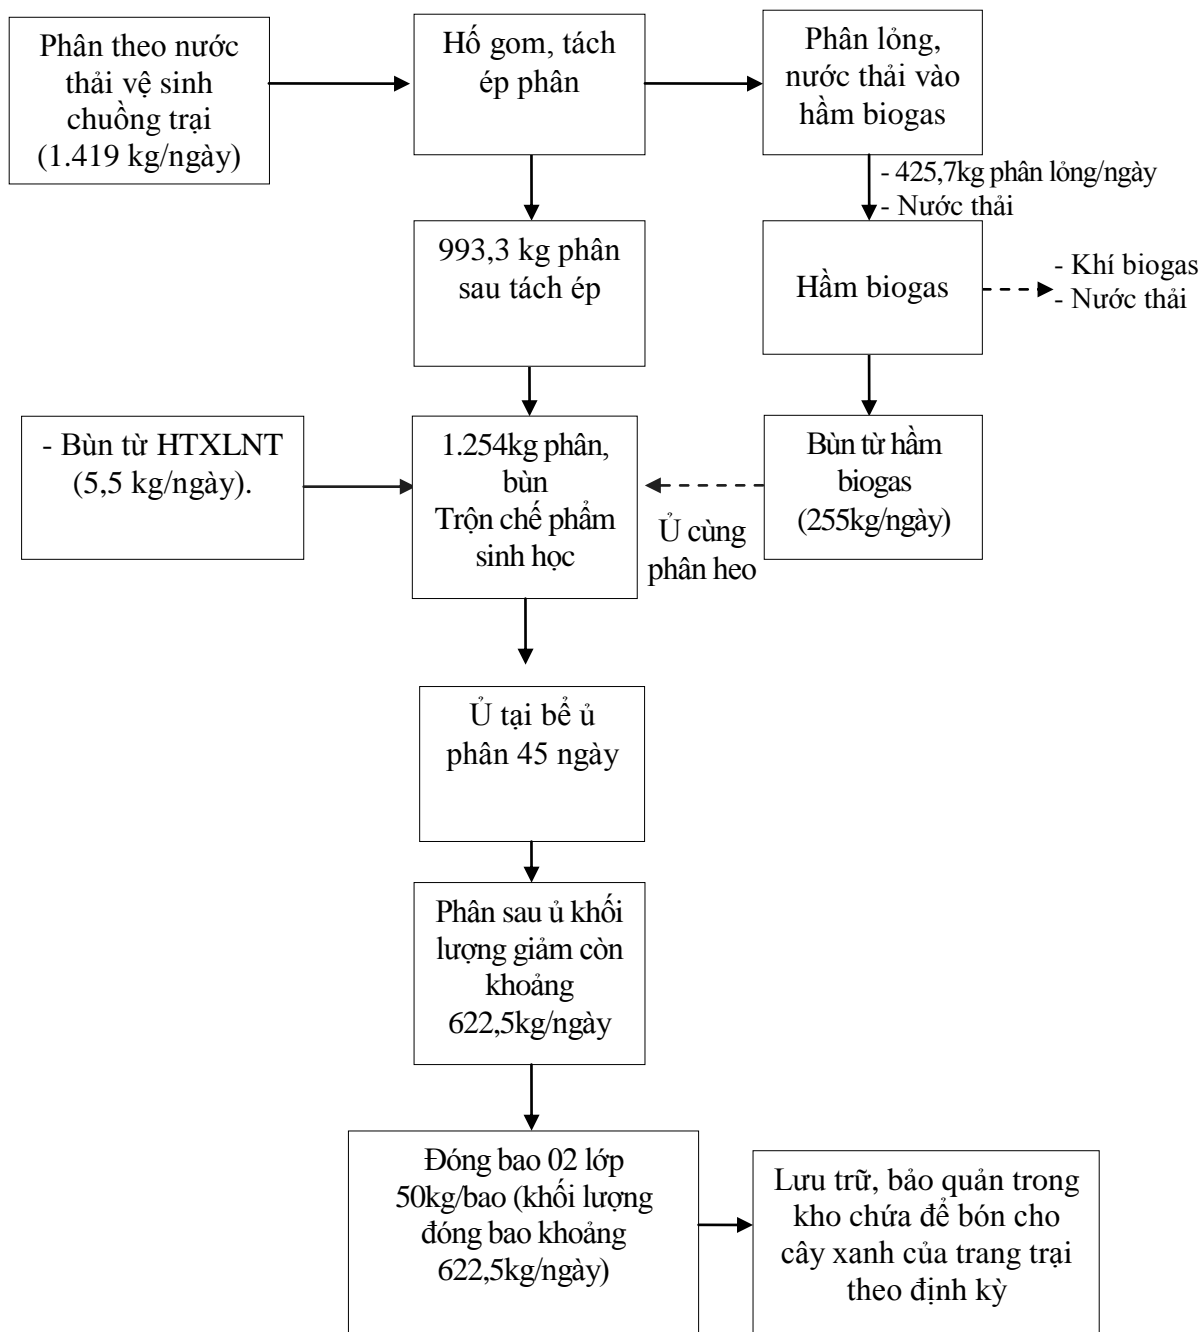 Phân theo nước
thải vệ sinh
chuồng trại
(1.419 kg/ngày)
Hố gom, tách
ép phân
Phân lỏng,
nước thải vào
hầm biogas
- 425,7kg phân lỏng/ngày
- Nước thải
993,3 kg phân
sau tách ép
Hầm biogas
- Khí biogas
- Nước thải
- Bùn từ HTXLNT
(5,5 kg/ngày).
1.254kg phân,
bùn
Trộn chế phẩm
sinh học
Bùn từ hầm
biogas
(255kg/ngày)
Ủ cùng
phân heo
Ủ tại bể ủ
phân 45 ngày
Phân sau ủ khối
lượng giảm còn
khoảng
622,5kg/ngày
Đóng bao 02 lớp
50kg/bao (khối lượng
đóng bao khoảng
622,5kg/ngày)
Lưu trữ, bảo quản trong
kho chứa để bón cho
cây xanh của trang trại
theo định kỳ